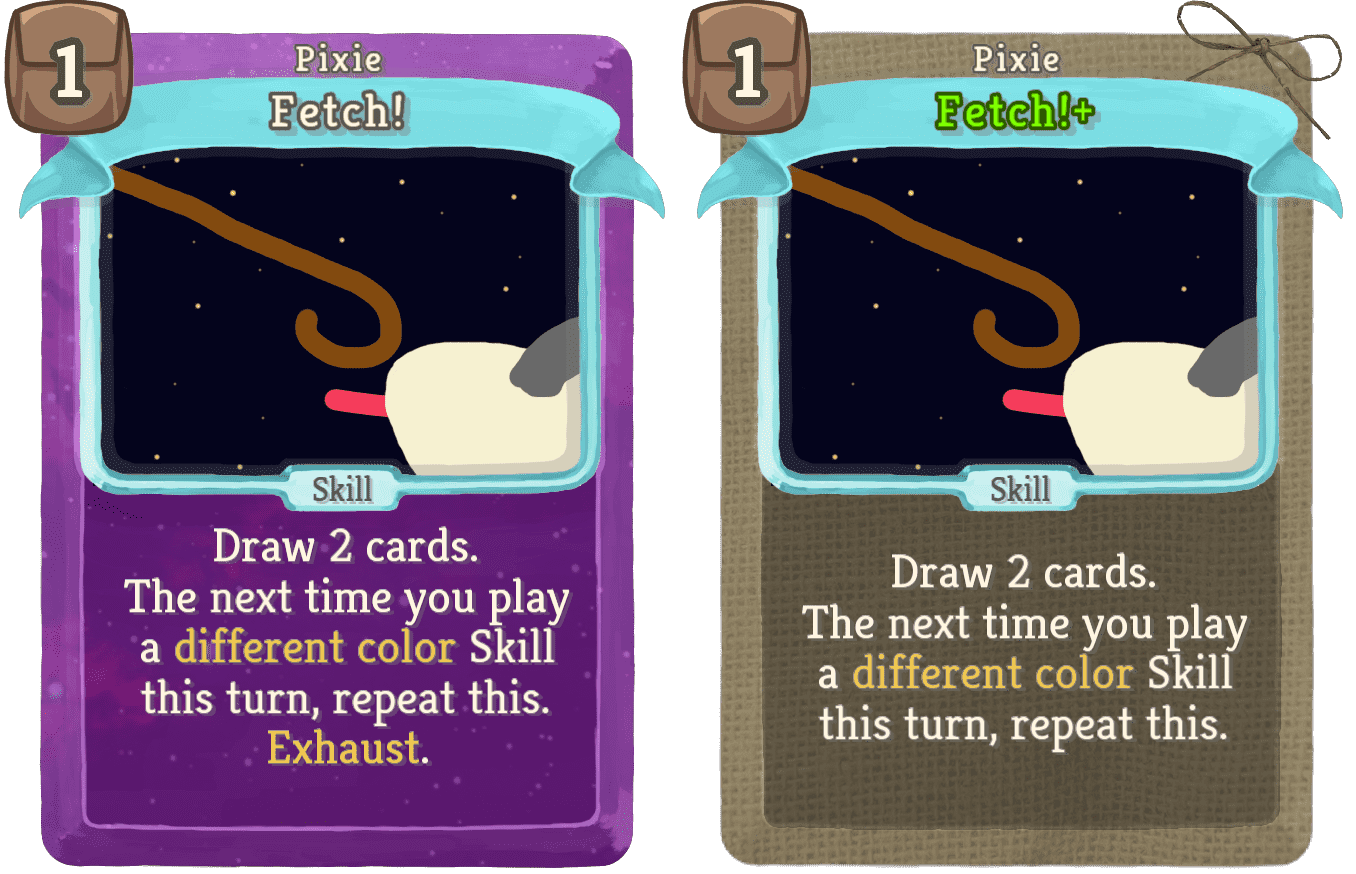 1
Pixie
Fetch!
Skill
Draw 2 cards.
The next time you play
a different color Skill
this turn, repeat this.
Exhaust.
1
Pixie
Fetch!+
Skill
Draw 2 cards.
The next time you play
a different color Skill
this turn, repeat this.